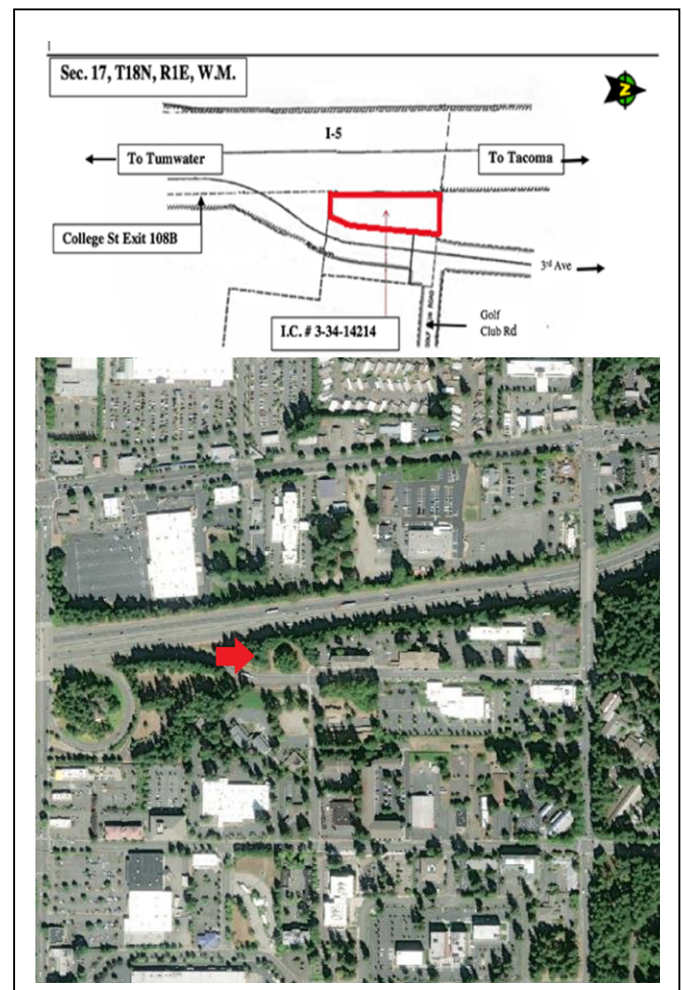 Sec. 17, T18N, R1E, W.M.
Z
I-5
To Tumwater
To Tacoma
College St Exit 108B
3rd Ave
I.C. # 3-34-14214
Golf
Club Rd